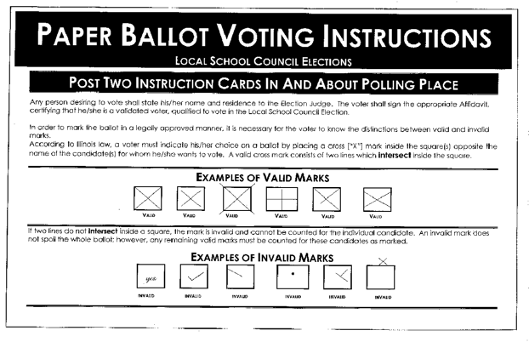 PAPER BALLOT VOTING INSTRUCTIONS
LOCAL SCHOOL COUNCIL ELECTIONS
POST TWO INSTRUCTION CARDS IN AND ABOUT POLLING PLACE
Any person desiring to vote shall state his/her name and residence to the Election Judge. The voter shall sign the appropriate Affidavit,
certifying that he/she is a validated voter, qualified to vote in the Local School Council Election.
In order to mark the ballot in a legally approved manner, it is necessary for the voter to know the distinctions between valid and invalid
marks.
According to Illinois law, a voter must indicate his/her choice on a ballot by placing a cross ["X"] mark inside the square(s) opposite the
name of the candidate(s) for whom he/she wants to vote. A valid cross mark consists of two lines which intersect inside the square.
EXAMPLES OF VALID MARKS
VALID VALID VALID VALID VALID VALID
If two lines do not intersect inside a square, the mark is invalid and cannot be counted for the individual candidate. An invalid mark does
not spoil the whole ballot; however, any remaining valid marks must be counted for these candidates as marked.
EXAMPLES OF INVALID MARKS
yes
INVALID INVALID INVALID INVALID INVALID INVALID